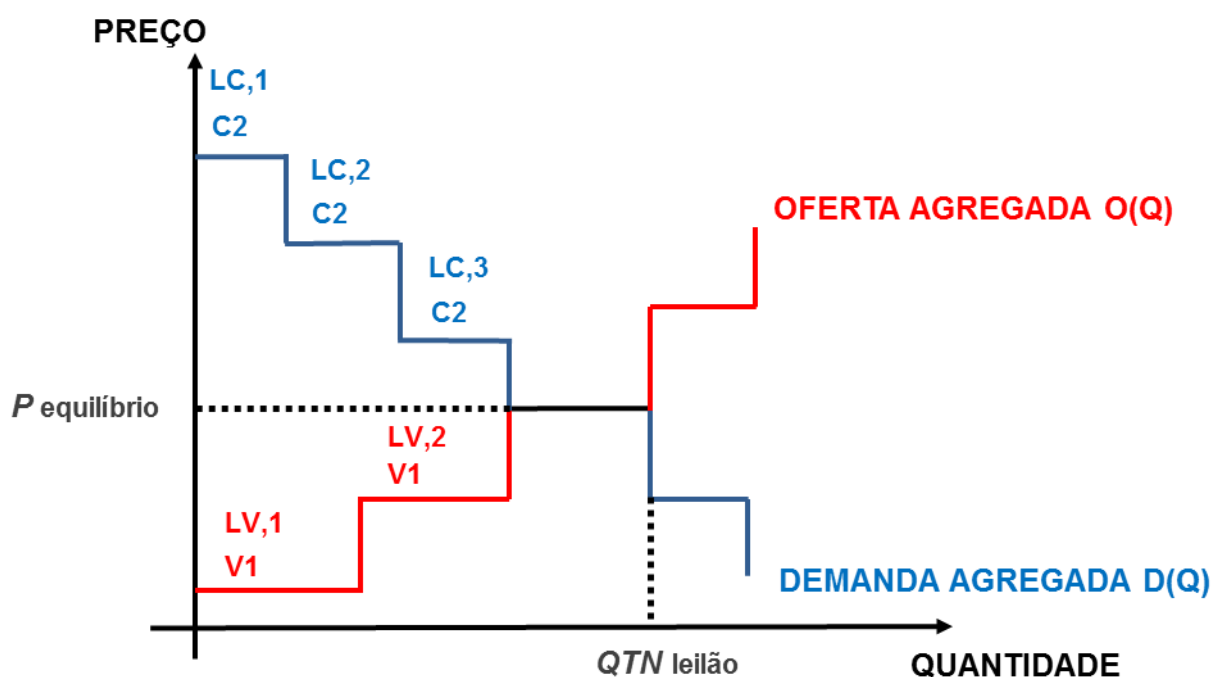 PREÇO
LC,1
C2
LC,2
C2
OFERTA AGREGADA O(Q)
LC,3
C2
P equilíbrio
LV,2
V1
LV,1
V1
DEMANDA AGREGADA D(Q)
QTN leilão
QUANTIDADE